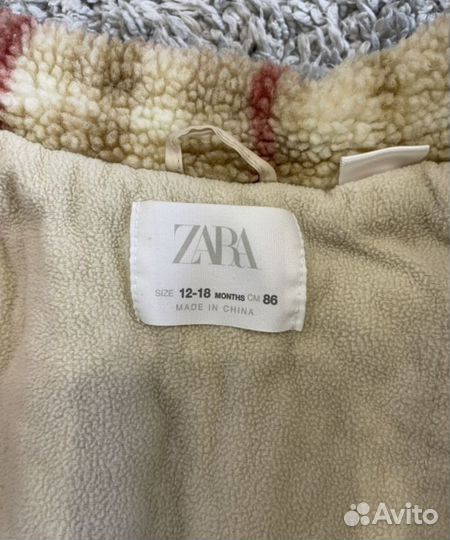 ZARA
SIZE 12-18 MONTHS CM 86
MADE IN CHINA
Avito